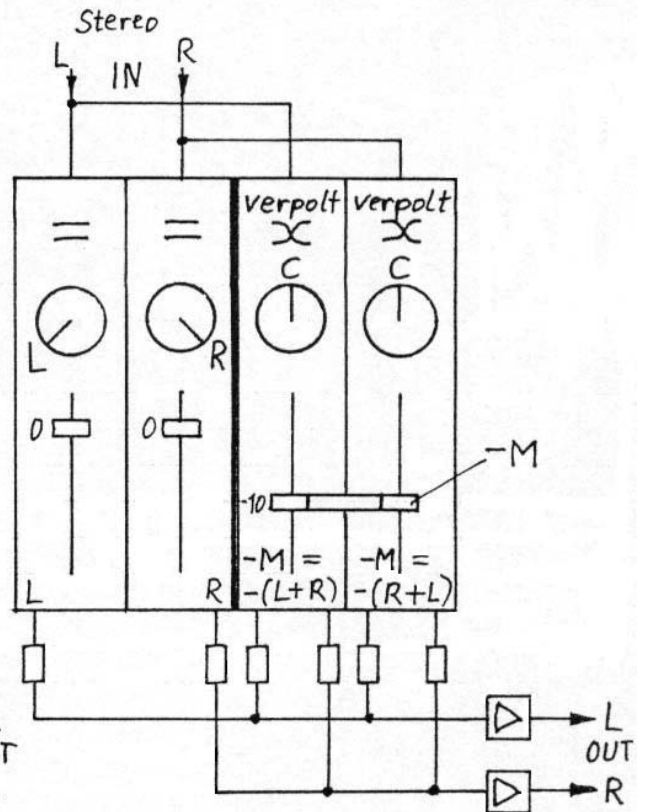 Stereo
L IN R
verpolt verpolt
C C
L R
0 0
-M
-10
-M = -M =
L R -(L+R) -(R+L)
L
T OUT
R